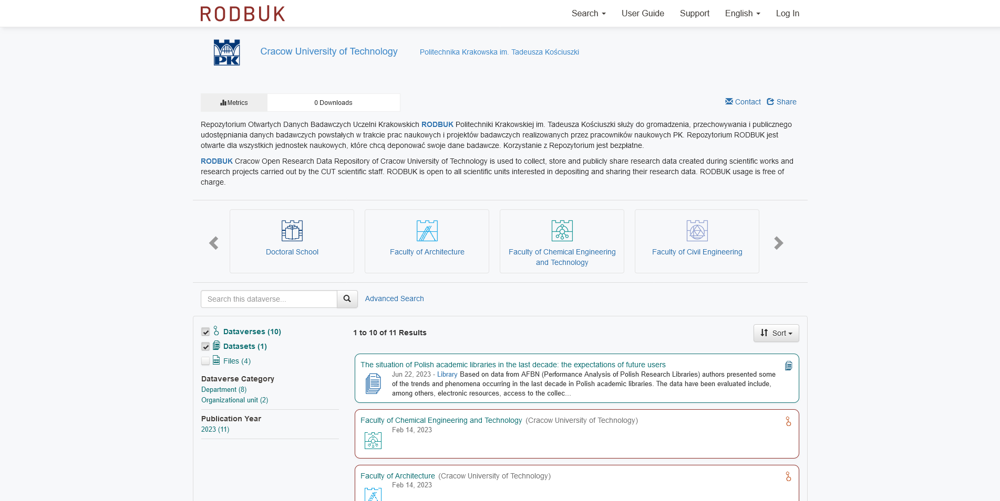 RODBUK
Search
User Guide
Support
English
Log In
PK
Cracow University of Technology
Politechnika Krakowska im. Tadeusza Kościuszki
Metrics
0 Downloads
Contact
Share
Repozytorium Otwartych Danych Badawczych Uczelni Krakowskich RODBUK Politechniki Krakowskiej im. Tadeusza Kościuszki służy do gromadzenia, przechowywania i publicznego
udostępniania danych badawczych powstałych w trakcie prac naukowych i projektów badawczych realizowanych przez pracowników naukowych PK. Repozytorium RODBUK jest
otwarte dla wszystkich jednostek naukowych, które chcą deponować swoje dane badawcze. Korzystanie z Repozytorium jest bezpłatne.
RODBUK Cracow Open Research Data Repository of Cracow University of Technology is used to collect, store and publicly share research data created during scientific works and
research projects carried out by the CUT scientific staff. RODBUK is open to all scientific units interested in depositing and sharing their research data. RODBUK usage is free of
charge.
Doctoral School
Faculty of Architecture
Faculty of Chemical Engineering
and Technology
Faculty of Civil Engineering
Search this dataverse...
Advanced Search
Dataverses (10)
Datasets (1)
Files (4)
Dataverse Category
Department (8)
Organizational unit (2)
Publication Year
2023 (11)
1 to 10 of 11 Results
Sort
The situation of Polish academic libraries in the last decade: the expectations of future users
Jun 22, 2023 - Library Based on data from AFBN (Performance Analysis of Polish Research Libraries) authors presented some
of the trends and phenomena occurring in the last decade in Polish academic libraries. The data have been evaluated include,
among others, electronic resources, access to the collec...
Faculty of Chemical Engineering and Technology (Cracow University of Technology)
Feb 14, 2023
Faculty of Architecture (Cracow University of Technology)
Feb 14, 2023